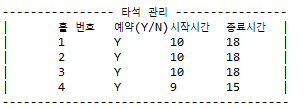 ---------------- 타석 관리 ----------------
| 홀 번호 예약(Y/N) 시작시간 종료시간 |
| 1 Y 10 18 |
| 2 Y 10 18 |
| 3 Y 10 18 |
| 4 Y 9 15 |
-------------------------------------------